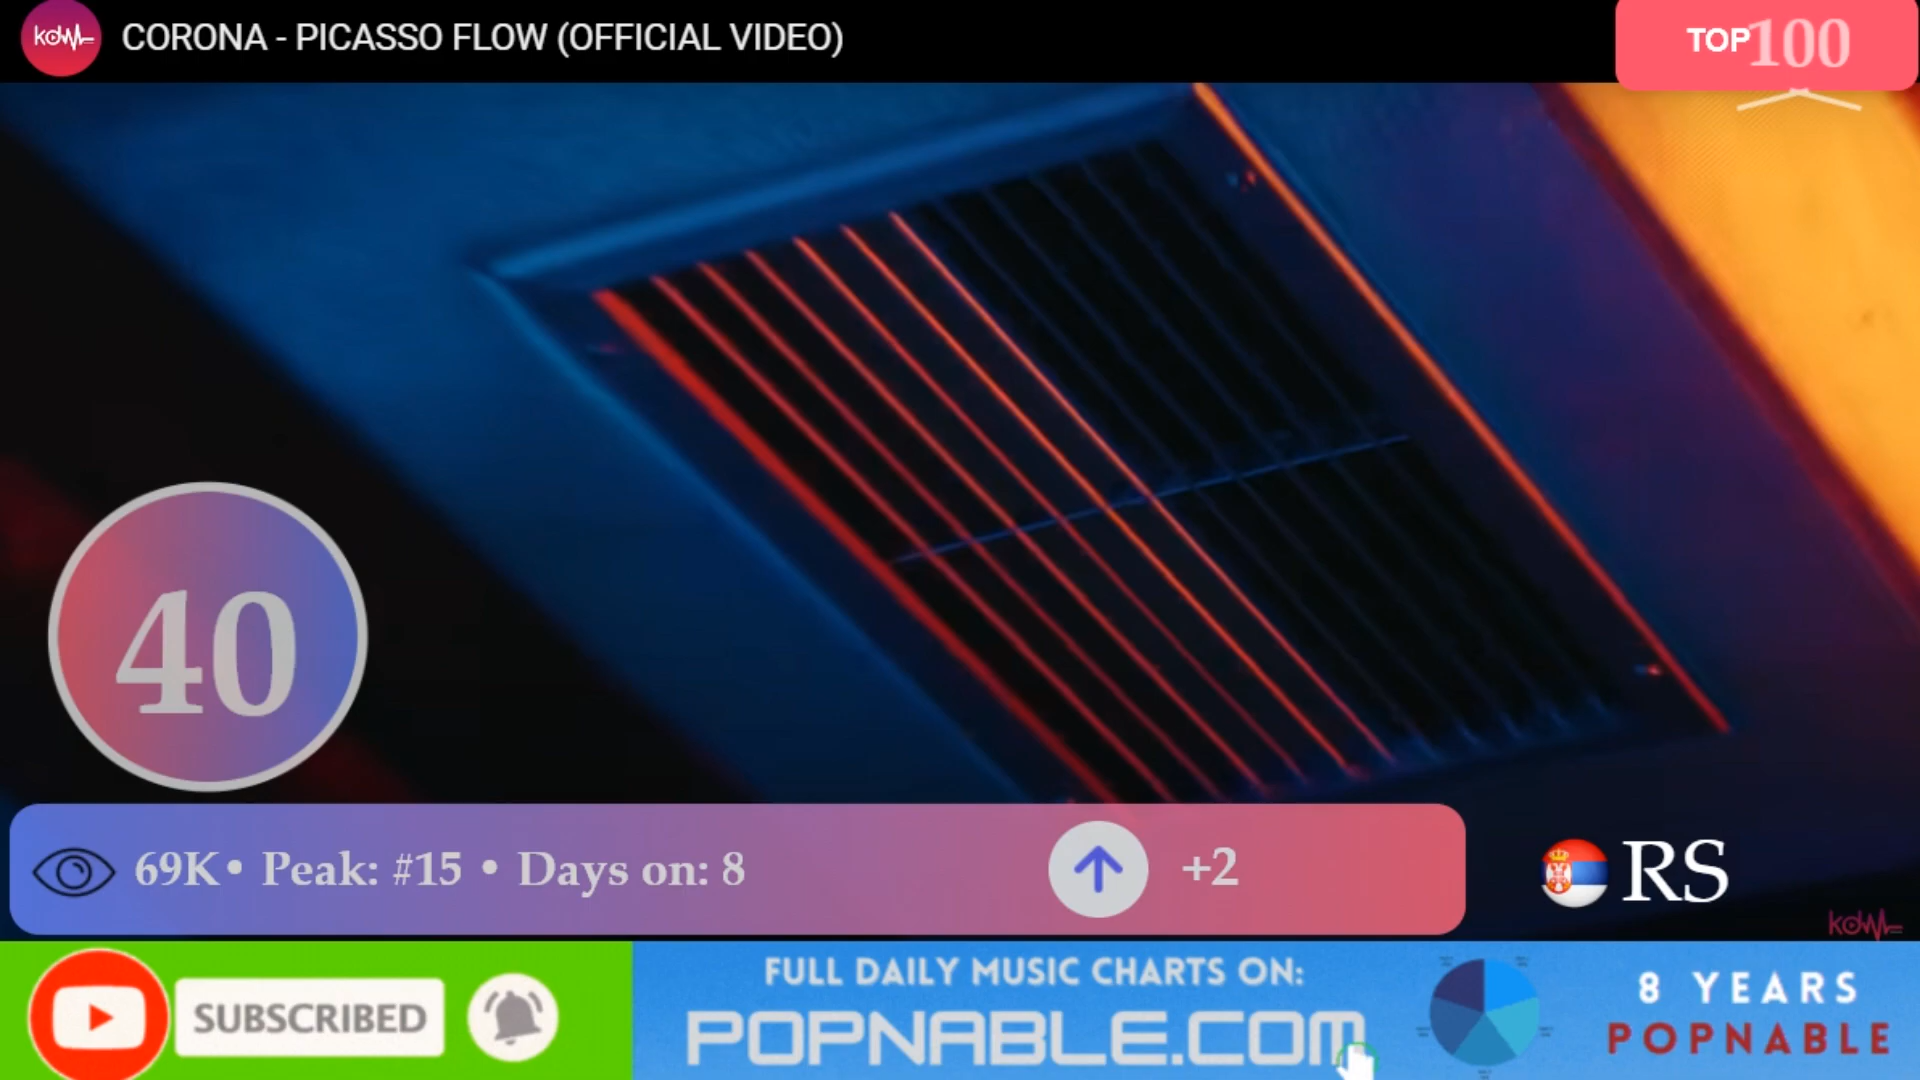 kdw
CORONA - PICASSO FLOW (OFFICIAL VIDEO)
TOP100
40
69K • Peak: #15 • Days on: 8
+2
RS
SUBSCRIBED
FULL DAILY MUSIC CHARTS ON:
POPNABLE.COM
8 YEARS
POPNABLE